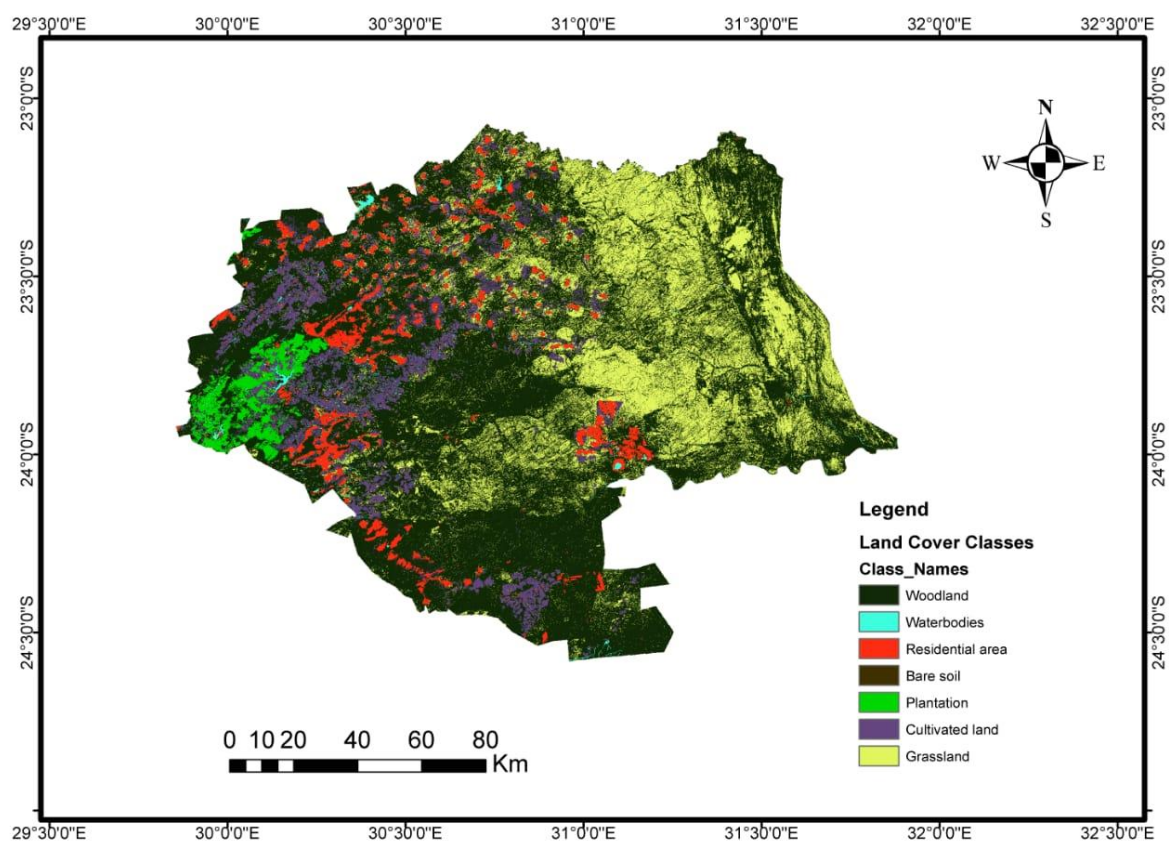 29°30'0"E 30°0'0"E 30°30'0"E 31°0'0"E 31°30'0"E 32°0'0"E 32°30'0"E
23°0'0"S 23°0'0"S
N
W E
S
23°30'0"S 23°30'0"S
24°0'0"S 24°0'0"S
Legend
Land Cover Classes
Class_Names
Woodland
Waterbodies
24°30'0"S 24°30'0"S
Residential area
Bare soil
Plantation
Cultivated land
Grassland
0 10 20 40 60 80
Km
29°30'0"E 30°0'0"E 30°30'0"E 31°0'0"E 31°30'0"E 32°0'0"E 32°30'0"E